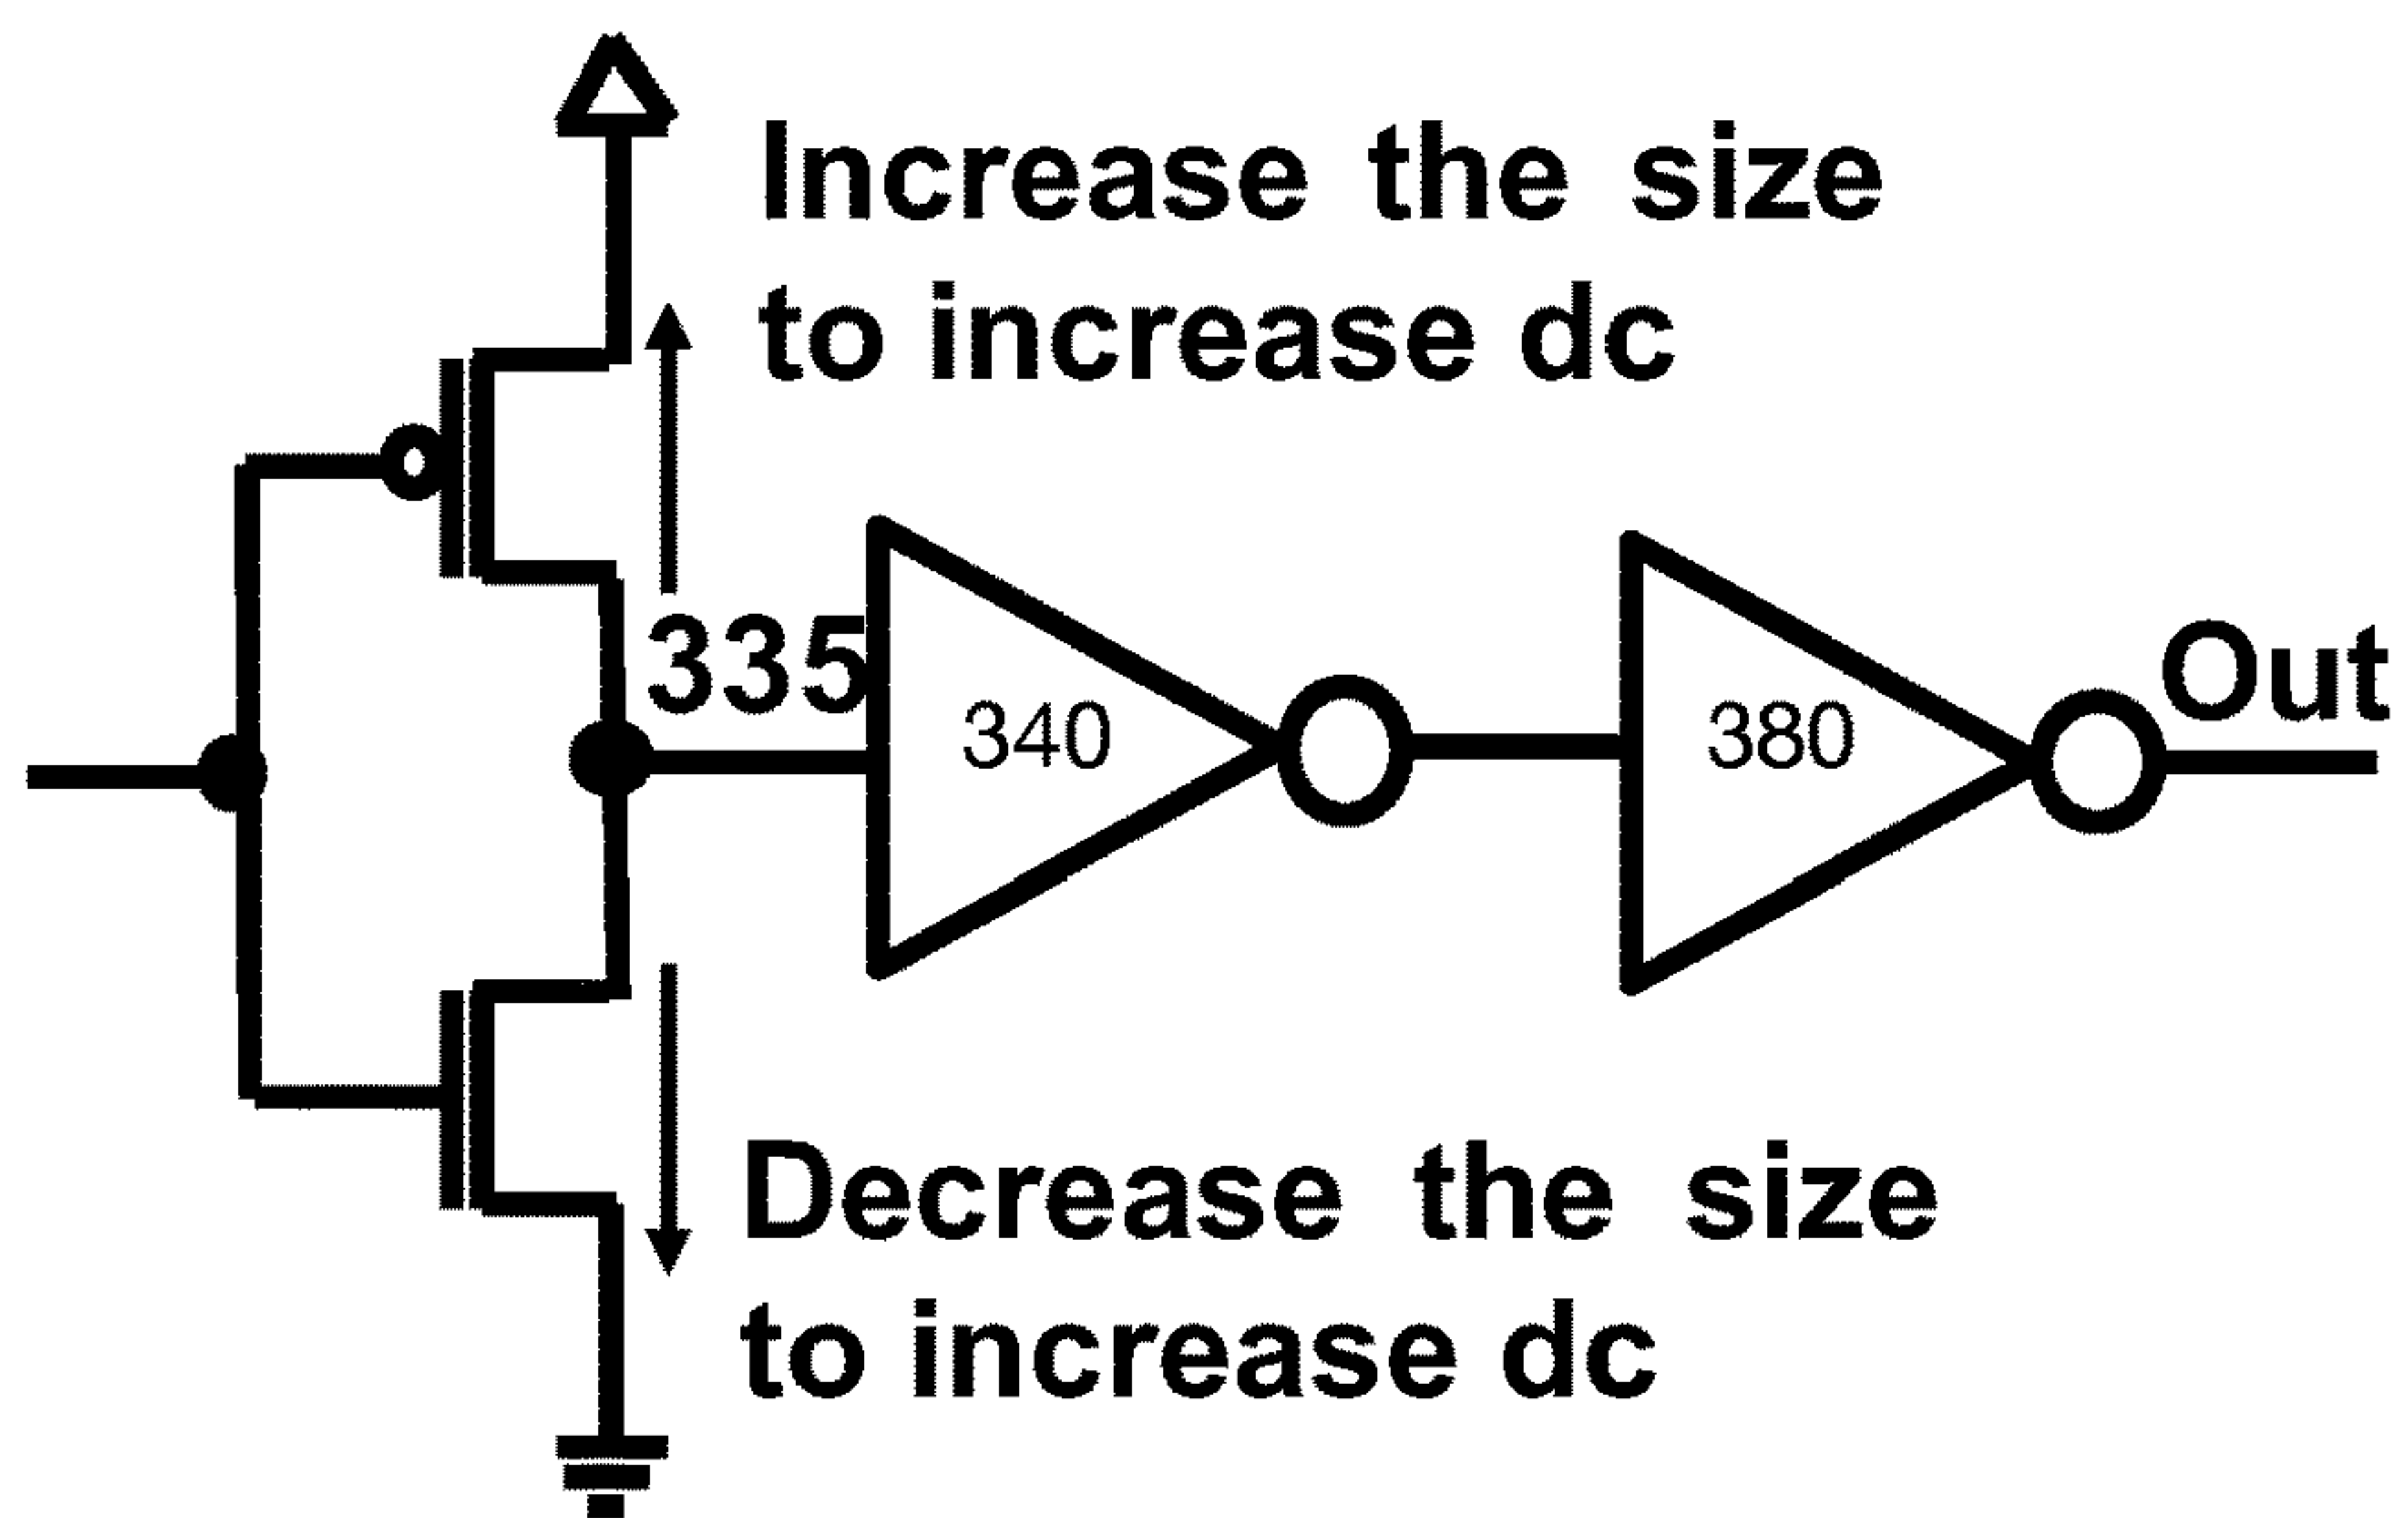 Increase the size
to increase dc
335
340
380
Out
Decrease the size
to increase dc